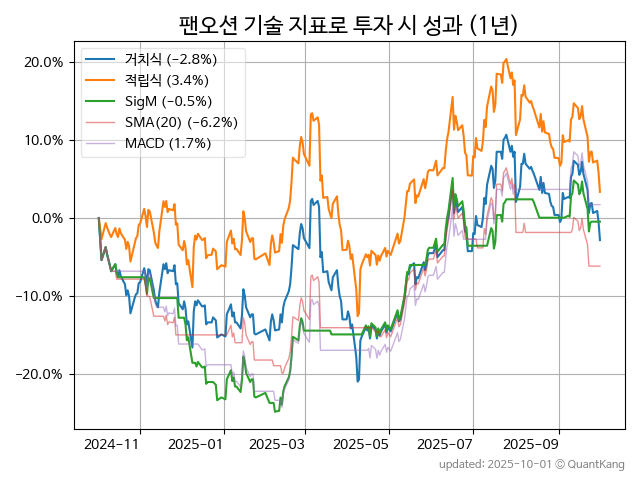 팬오션 기술 지표로 투자 시 성과 (1년)
거치식 (−2.8%)
적립식 (3.4%)
SigM (−0.5%)
SMA(20) (−6.2%)
MACD (1.7%)
20.0%
10.0%
0.0%
−10.0%
−20.0%
2024-11 2025-01 2025-03 2025-05 2025-07 2025-09
updated: 2025-10-01 © QuantKang